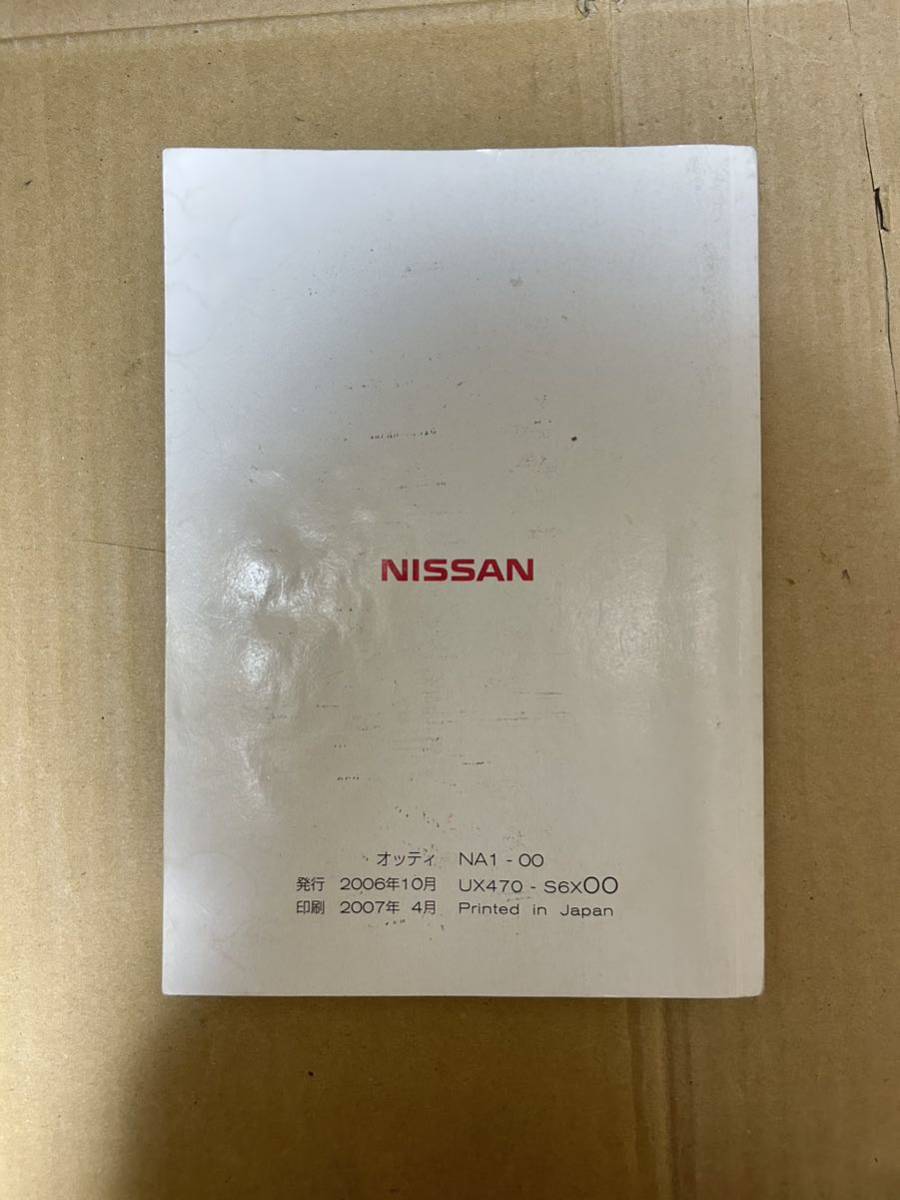 NISSAN
オッティ NA1 - 00
発行 2006年10月 UX470 - S6X00
印刷 2007年 4月 Printed in Japan